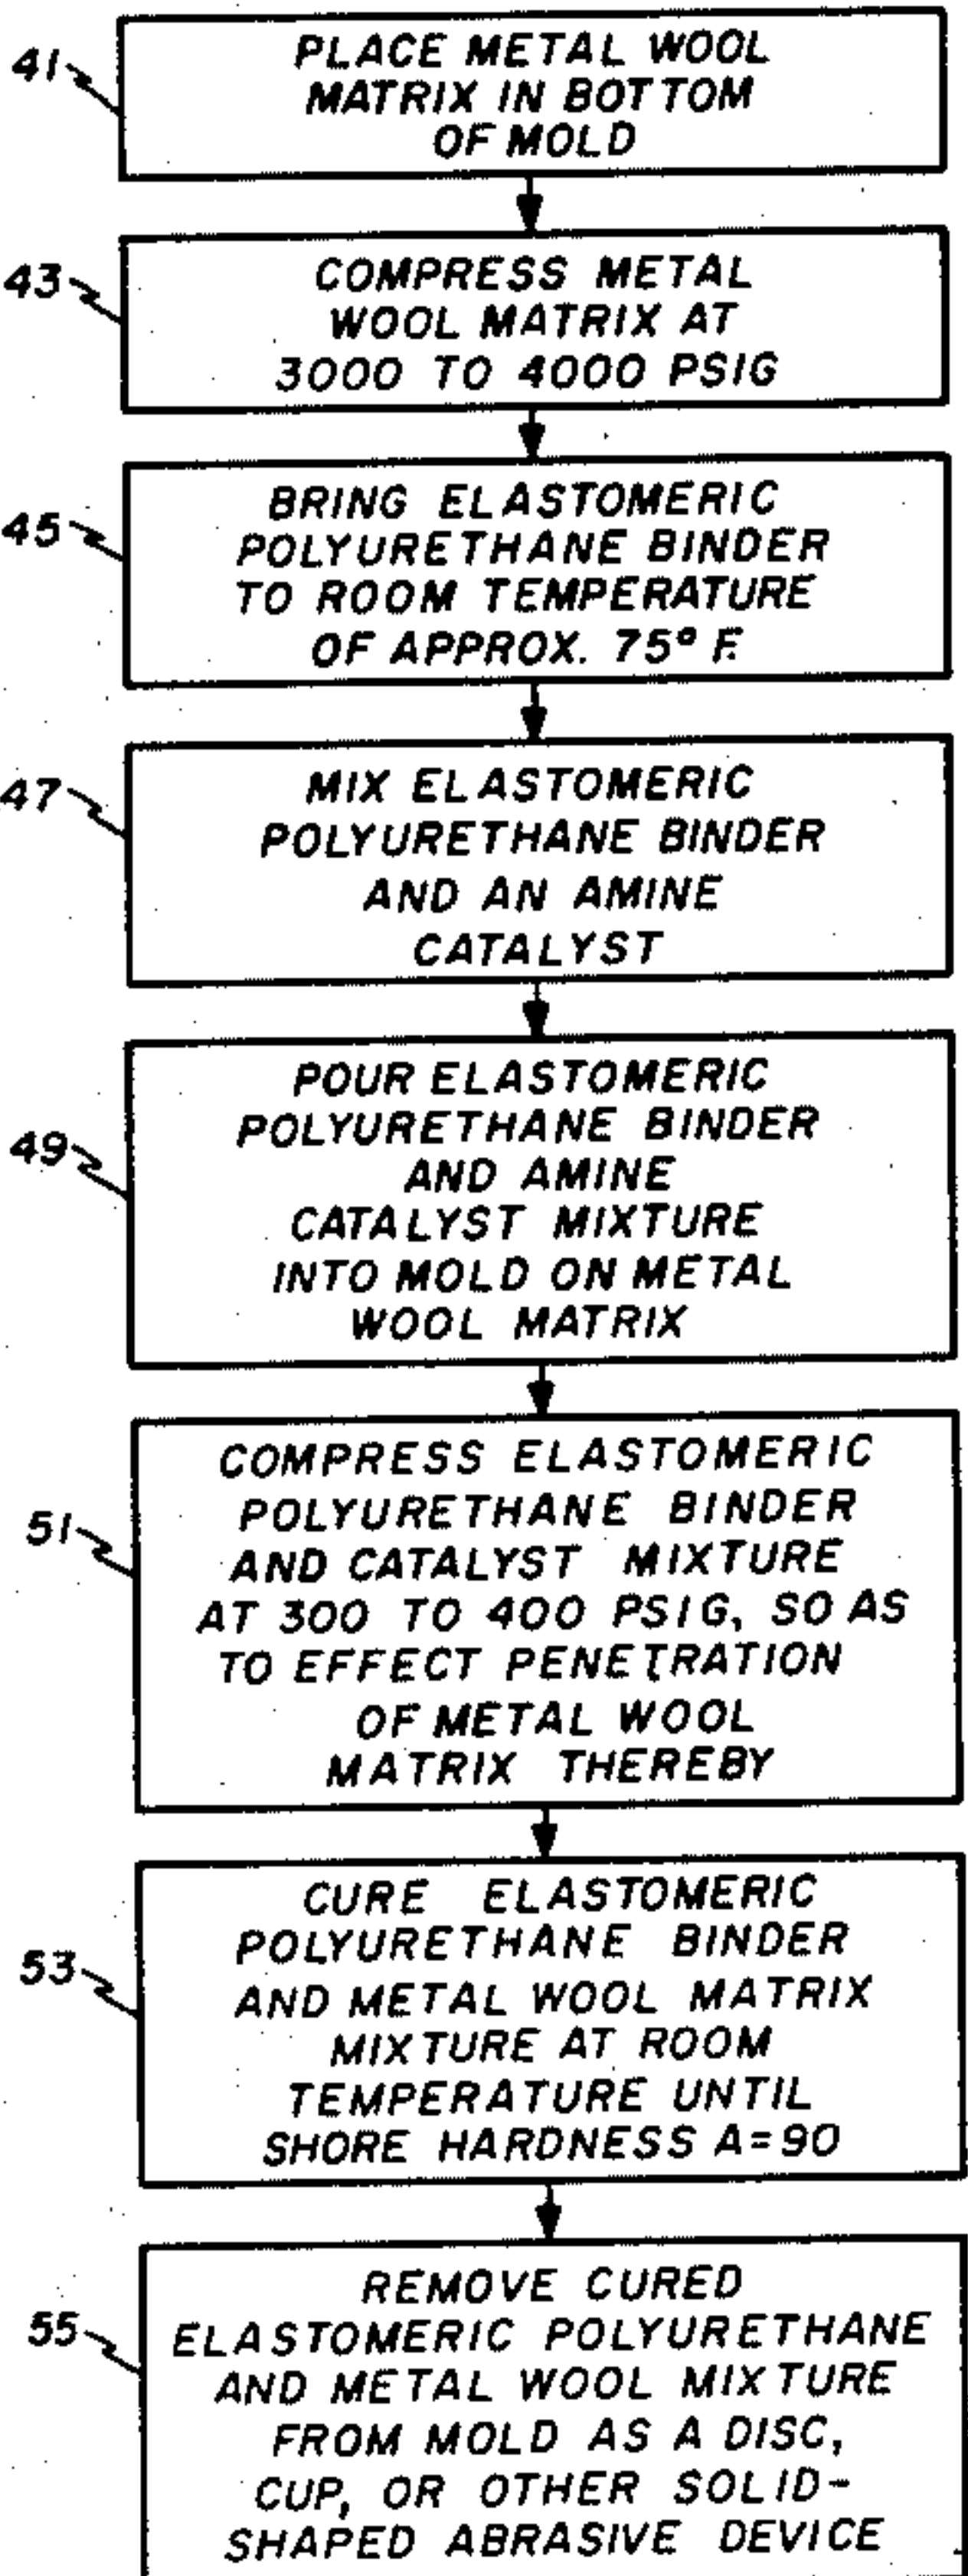 41
PLACE METAL WOOL
MATRIX IN BOTTOM
OF MOLD
43
COMPRESS METAL
WOOL MATRIX AT
3000 TO 4000 PSIG
45
BRING ELASTOMERIC
POLYURETHANE BINDER
TO ROOM TEMPERATURE
OF APPROX. 75° F.
47
MIX ELASTOMERIC
POLYURETHANE BINDER
AND AN AMINE
CATALYST
49
POUR ELASTOMERIC
POLYURETHANE BINDER
AND AMINE
CATALYST MIXTURE
INTO MOLD ON METAL
WOOL MATRIX
51
COMPRESS ELASTOMERIC
POLYURETHANE BINDER
AND CATALYST MIXTURE
AT 300 TO 400 PSIG, SO AS
TO EFFECT PENETRATION
OF METAL WOOL
MATRIX THEREBY
53
CURE ELASTOMERIC
POLYURETHANE BINDER
AND METAL WOOL MATRIX
MIXTURE AT ROOM
TEMPERATURE UNTIL
SHORE HARDNESS A=90
55
REMOVE CURED
ELASTOMERIC POLYURETHANE
AND METAL WOOL MIXTURE
FROM MOLD AS A DISC,
CUP, OR OTHER SOLID-
SHAPED ABRASIVE DEVICE